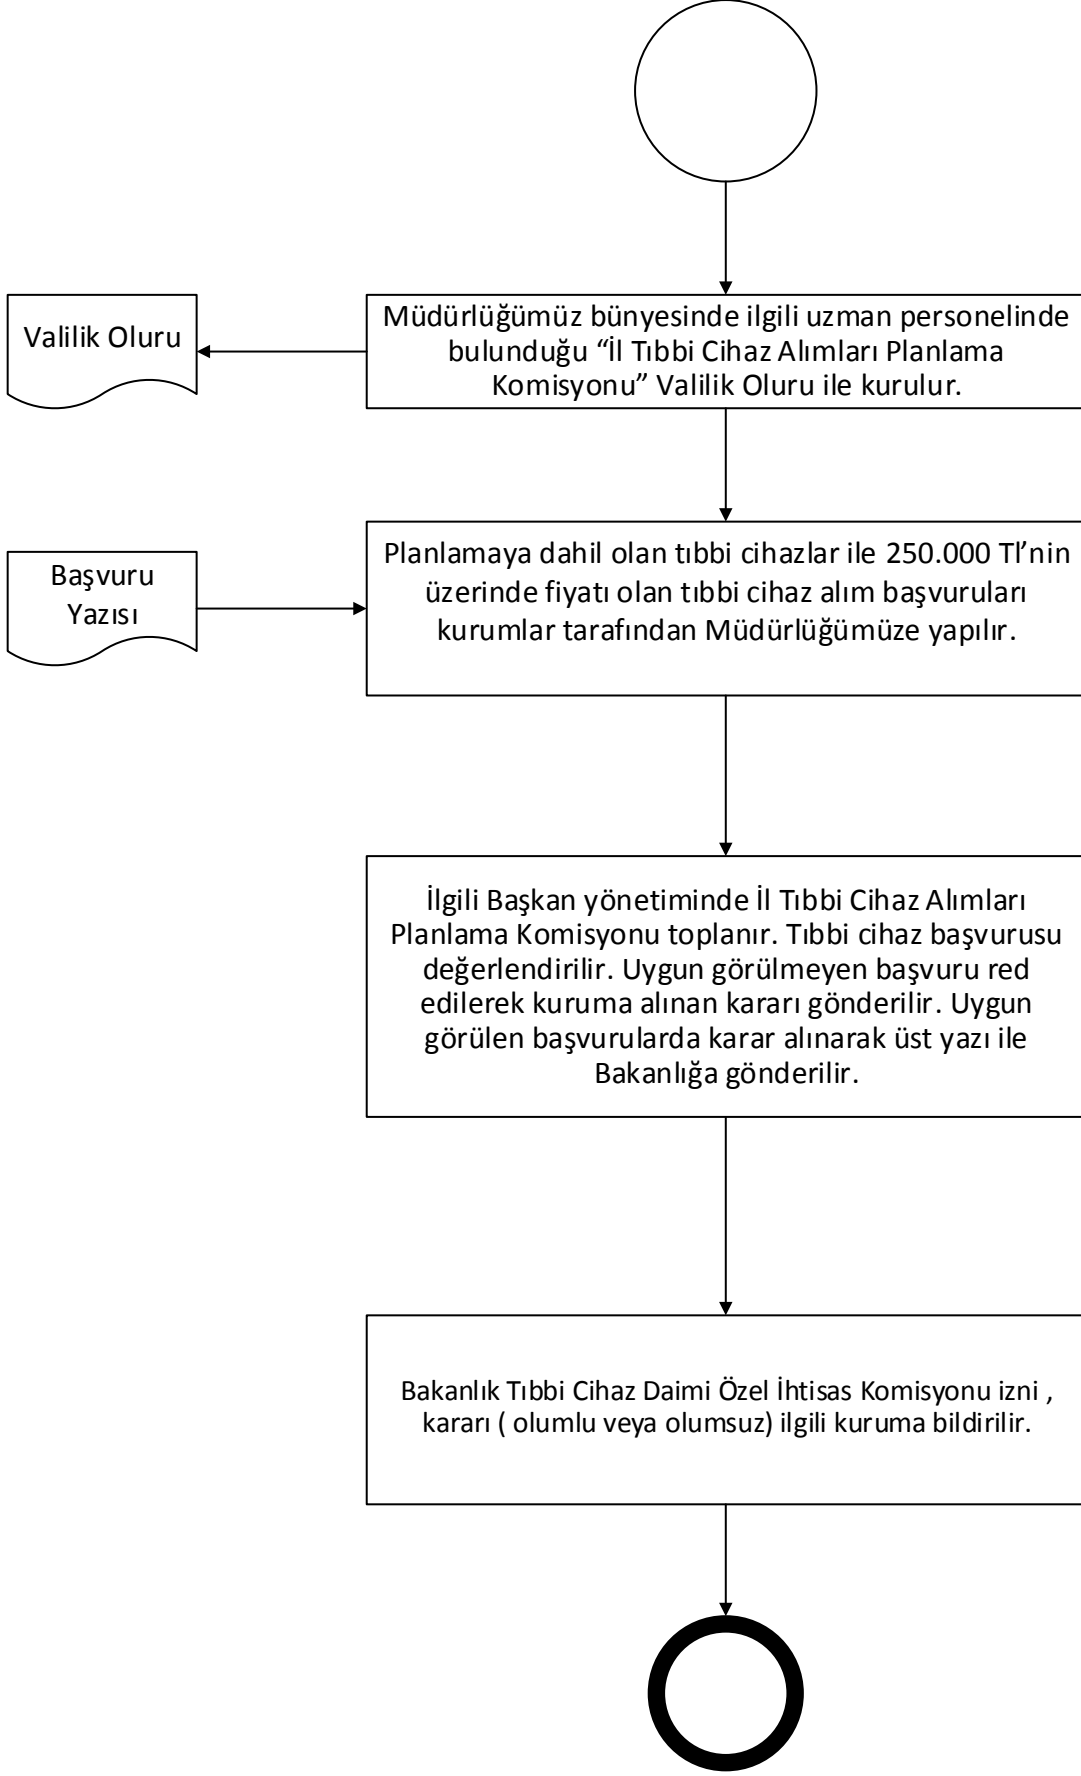 Valilik Oluru
Müdürlüğümüz bünyesinde ilgili uzman personelinde
bulunduğu “İl Tıbbi Cihaz Alımları Planlama
Komisyonu” Valilik Oluru ile kurulur.
Başvuru
Yazısı
Planlamaya dahil olan tıbbi cihazlar ile 250.000 Tl’nin
üzerinde fiyatı olan tıbbi cihaz alım başvuruları
kurumlar tarafından Müdürlüğümüze yapılır.
İlgili Başkan yönetiminde İl Tıbbi Cihaz Alımları
Planlama Komisyonu toplanır. Tıbbi cihaz başvurusu
değerlendirilir. Uygun görülmeyen başvuru red
edilerek kuruma alınan kararı gönderilir. Uygun
görülen başvurularda karar alınarak üst yazı ile
Bakanlığa gönderilir.
Bakanlık Tıbbi Cihaz Daimi Özel İhtisas Komisyonu izni ,
kararı ( olumlu veya olumsuz) ilgili kuruma bildirilir.